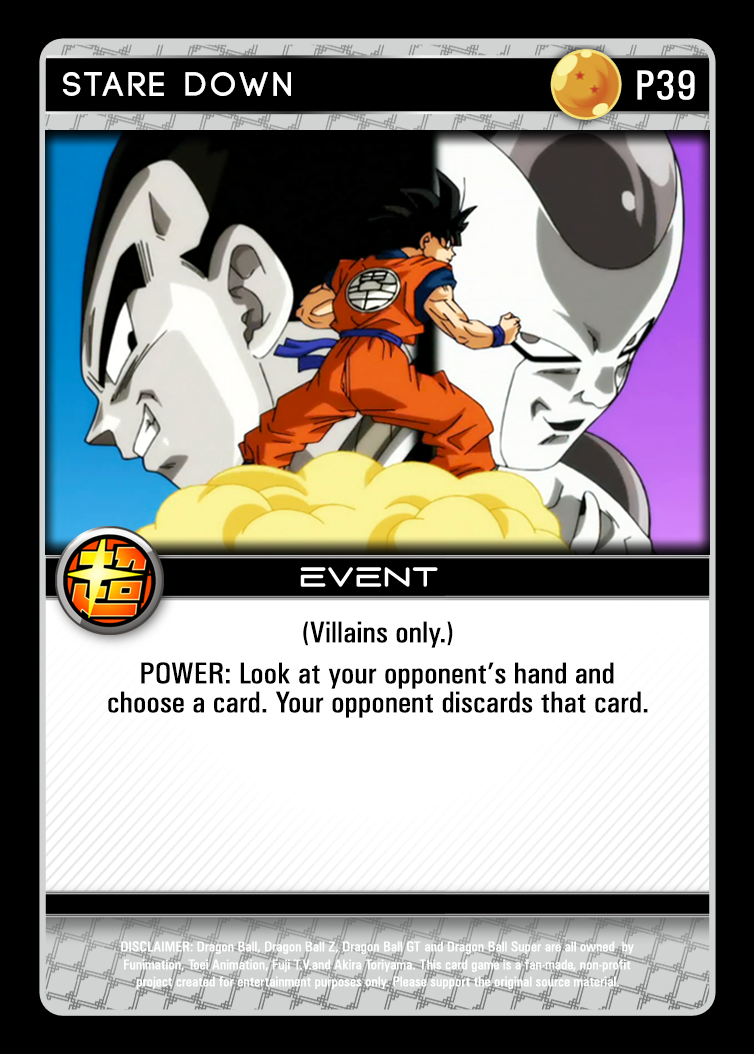 STARE DOWN
P39
EVENT
(Villains only.)
POWER: Look at your opponent's hand and
choose a card. Your opponent discards that card.
DISCLAIMER: Dragon Ball, Dragon Ball Z, Dragon Ball GT and Dragon Ball Super are all owned by
Funimation, Toei Animation, Fuji T.V.and Akira Toriyama. This card game is a fan-made, non-profit
project created for entertainment purposes only. Please support the original source material.